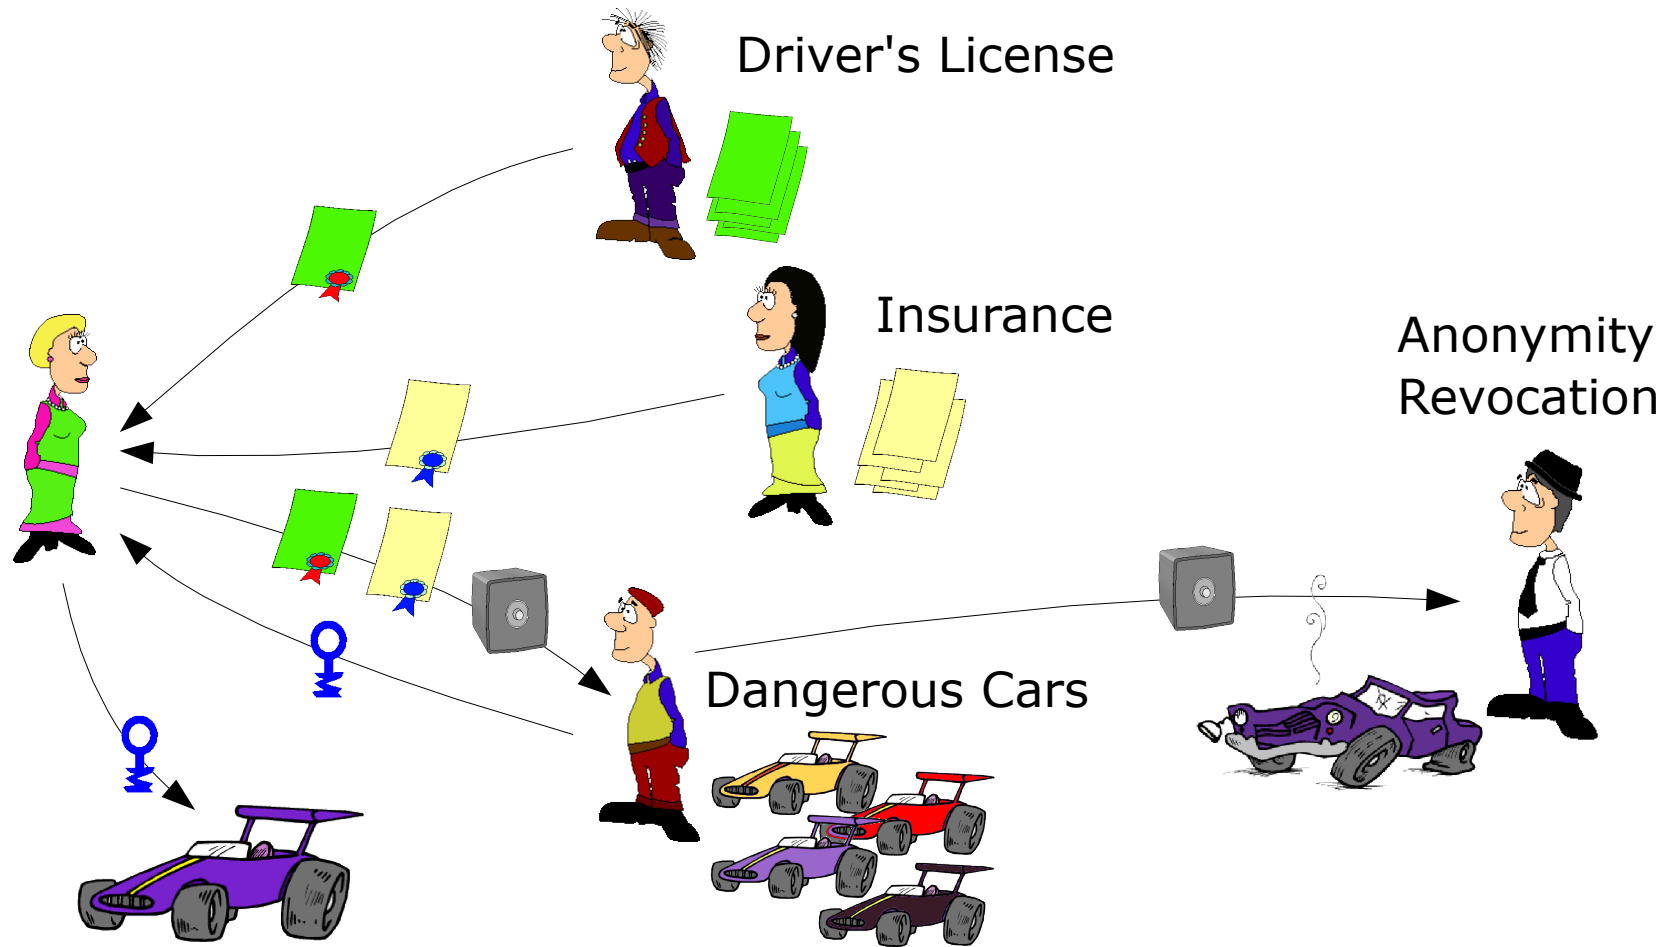 Driver's License
Insurance
Anonymity
Revocation
Dangerous Cars